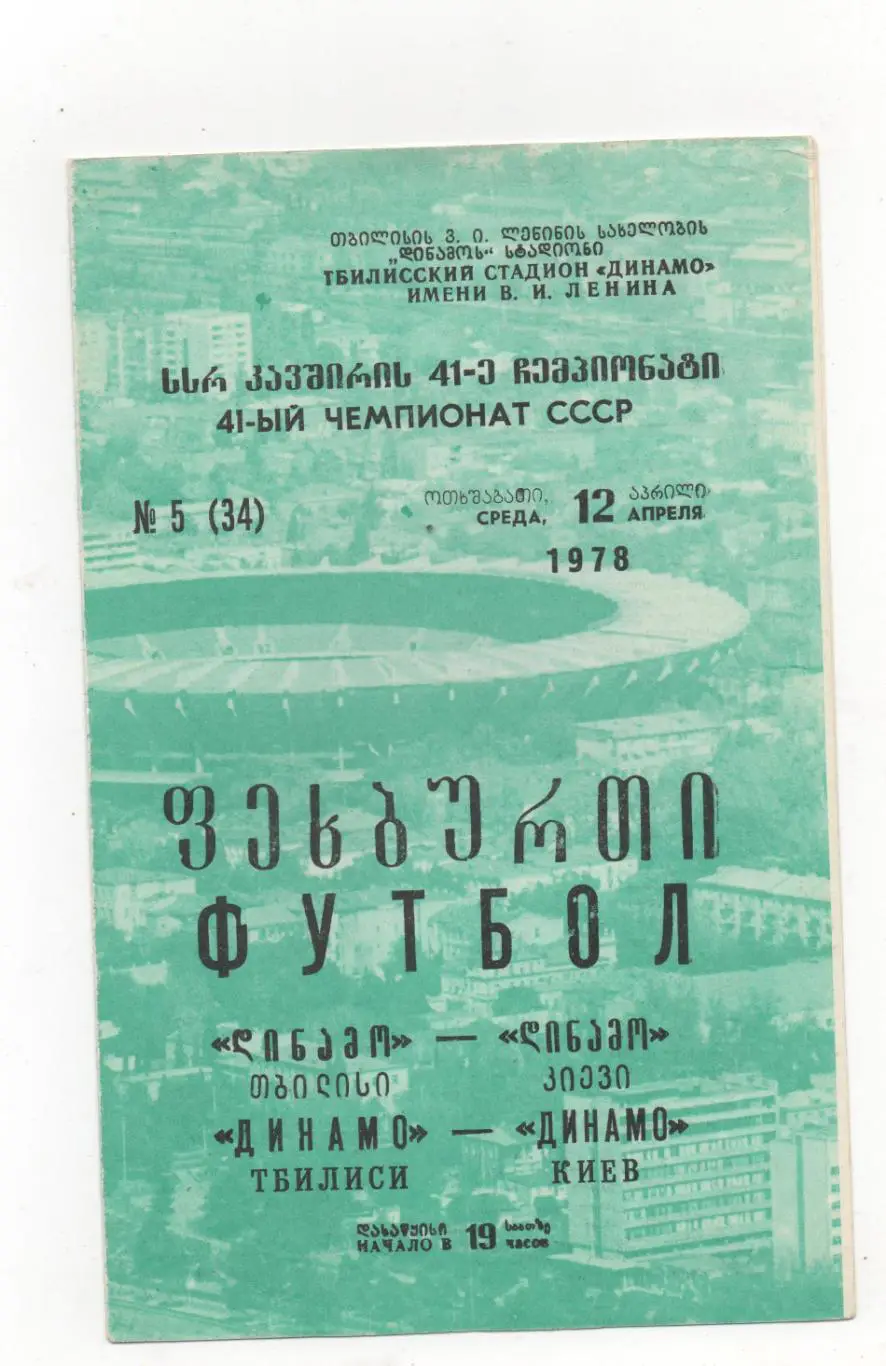 თბილისის ვ. ი. ლენინის სახელობის
„დინამოს“ სტადიონი
ТБИЛИССКИЙ СТАДИОН «ДИНАМО»
ИМЕНИ В. И. ЛЕНИНА
სსრ კავშირის 41-ე ჩემპიონატი
41-ЫЙ ЧЕМПИОНАТ СССР
№ 5 (34)
ოთხშაბათი, 12 აპრილი
СРЕДА, АПРЕЛЯ
1978
ფეხბურთი
ФУТБОЛ
«დინამო» — «დინამო»
თბილისი კიევი
«ДИНАМО» — «ДИНАМО»
ТБИЛИСИ КИЕВ
დასაწყისი 19 საათზე
НАЧАЛО В часов